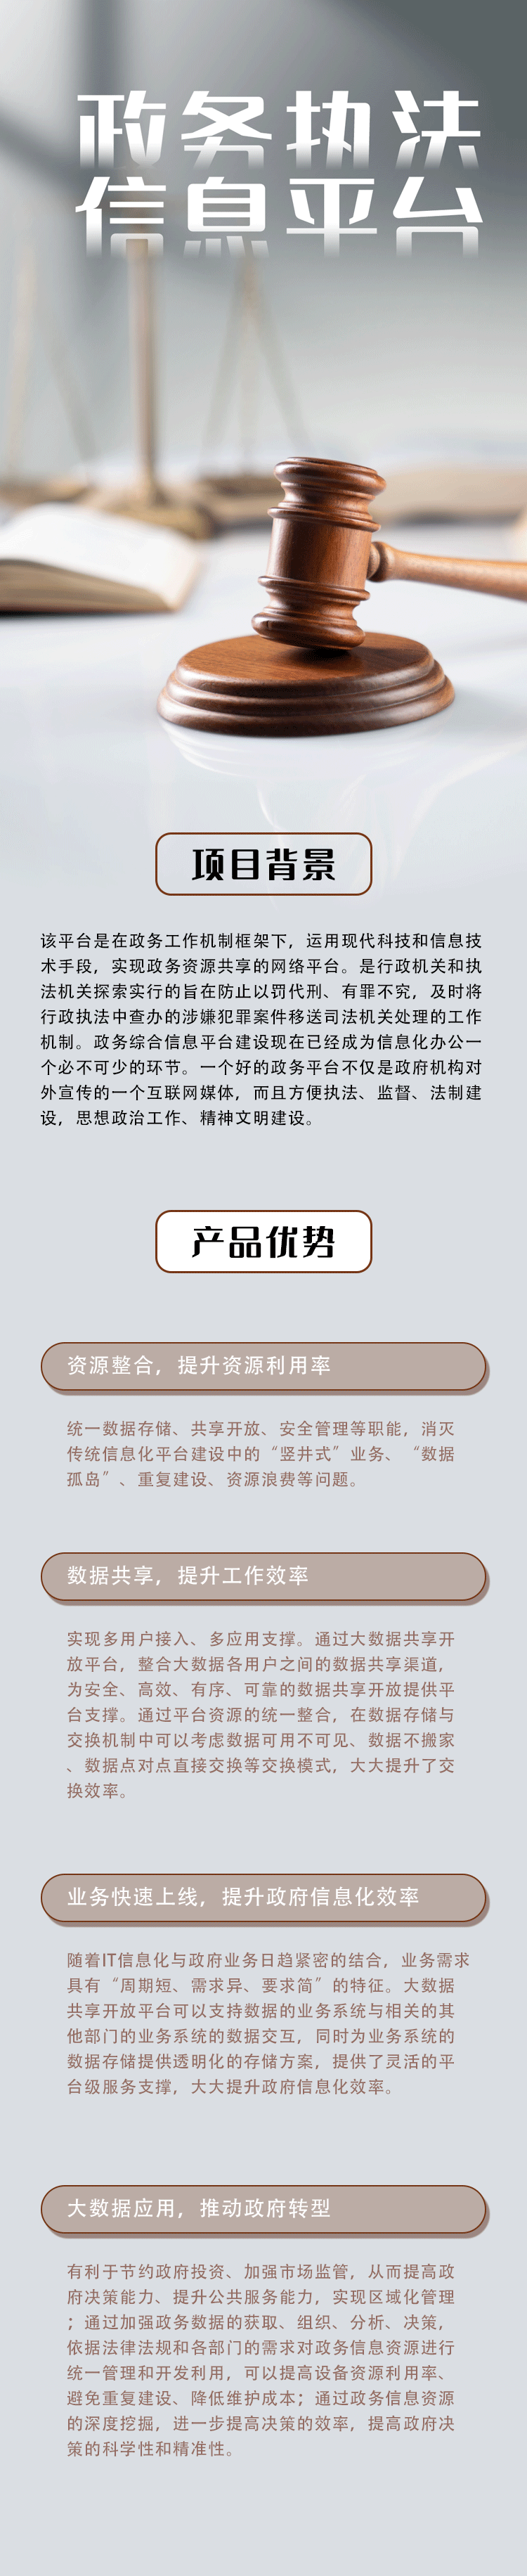 政务执法
信息平台
项目背景
该平台是在政务工作机制框架下，运用现代科技和信息技
术手段，实现政务资源共享的网络平台。是行政机关和执
法机关探索实行的旨在防止以罚代刑、有罪不究，及时将
行政执法中查办的涉嫌犯罪案件移送司法机关处理的工作
机制。政务综合信息平台建设现在已经成为信息化办公一
个必不可少的环节。一个好的政务平台不仅是政府机构对
外宣传的一个互联网媒体，而且方便执法、监督、法制建
设，思想政治工作、精神文明建设。
产品优势
资源整合，提升资源利用率
统一数据存储、共享开放、安全管理等职能，消灭
传统信息化平台建设中的“竖井式”业务、“数据
孤岛”、重复建设、资源浪费等问题。
数据共享，提升工作效率
实现多用户接入、多应用支撑。通过大数据共享开
放平台，整合大数据各用户之间的数据共享渠道，
为安全、高效、有序、可靠的数据共享开放提供平
台支撑。通过平台资源的统一整合，在数据存储与
交换机制中可以考虑数据可用不可见、数据不搬家
、数据点对点直接交换等交换模式，大大提升了交
换效率。
业务快速上线，提升政府信息化效率
随着IT信息化与政府业务日趋紧密的结合，业务需求
具有“周期短、需求异、要求简”的特征。大数据
共享开放平台可以支持数据的业务系统与相关的其
他部门的业务系统的数据交互，同时为业务系统的
数据存储提供透明化的存储方案，提供了灵活的平
台级服务支撑，大大提升政府信息化效率。
大数据应用，推动政府转型
有利于节约政府投资、加强市场监管，从而提高政
府决策能力、提升公共服务能力，实现区域化管理
；通过加强政务数据的获取、组织、分析、决策，
依据法律法规和各部门的需求对政务信息资源进行
统一管理和开发利用，可以提高设备资源利用率、
避免重复建设、降低维护成本；通过政务信息资源
的深度挖掘，进一步提高决策的效率，提高政府决
策的科学性和精准性。